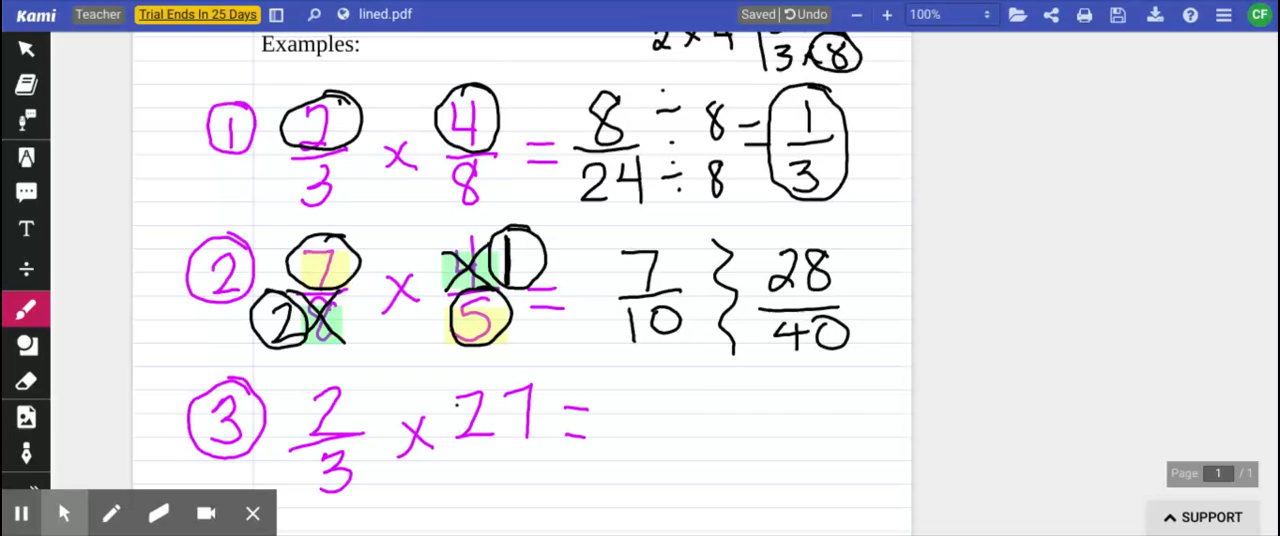 Kami Teacher Trial Ends In 25 Days lined.pdf Saved Undo 100% CF
Examples:
2 x 4 | 3 x 8
① 2/3 x 4/8 = 8/24 ÷ 8/8 = 1/3
② 7/8 2 x 4/5 1 = 7/10 } 28/40
③ 2/3 x 27 =
T
Page 1 / 1
SUPPORT